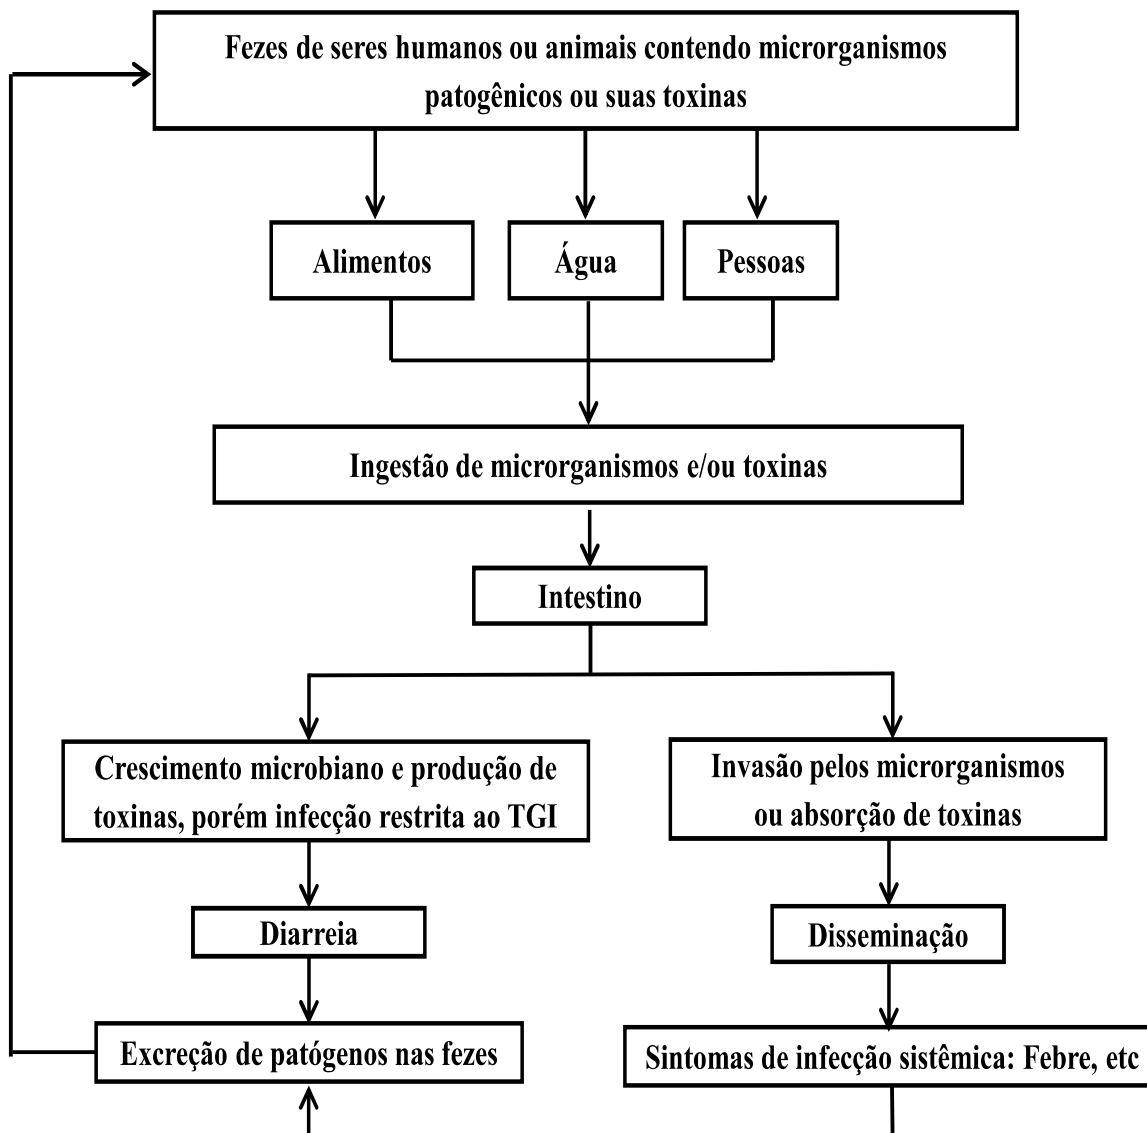 Fezes de seres humanos ou animais contendo microrganismos
patogênicos ou suas toxinas
Alimentos
Água
Pessoas
Ingestão de microrganismos e/ou toxinas
Intestino
Crescimento microbiano e produção de
toxinas, porém infecção restrita ao TGI
Invasão pelos microrganismos
ou absorção de toxinas
Diarreia
Disseminação
Excreção de patógenos nas fezes
Sintomas de infecção sistêmica: Febre, etc